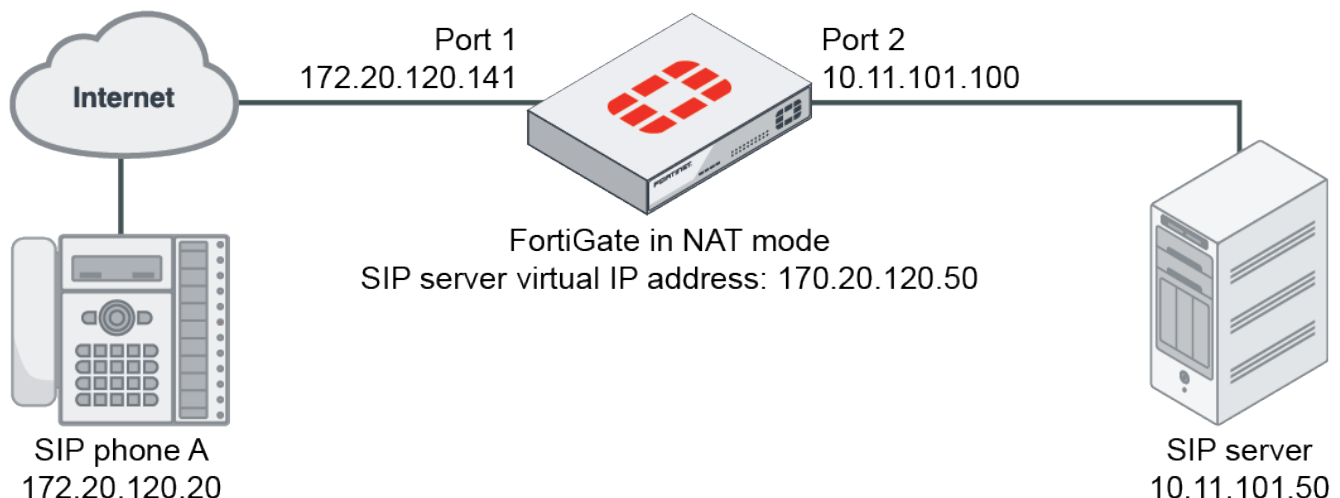 Internet
Port 1
172.20.120.141
Port 2
10.11.101.100
FORTINET
FortiGate in NAT mode
SIP server virtual IP address: 170.20.120.50
SIP phone A
172.20.120.20
SIP server
10.11.101.50